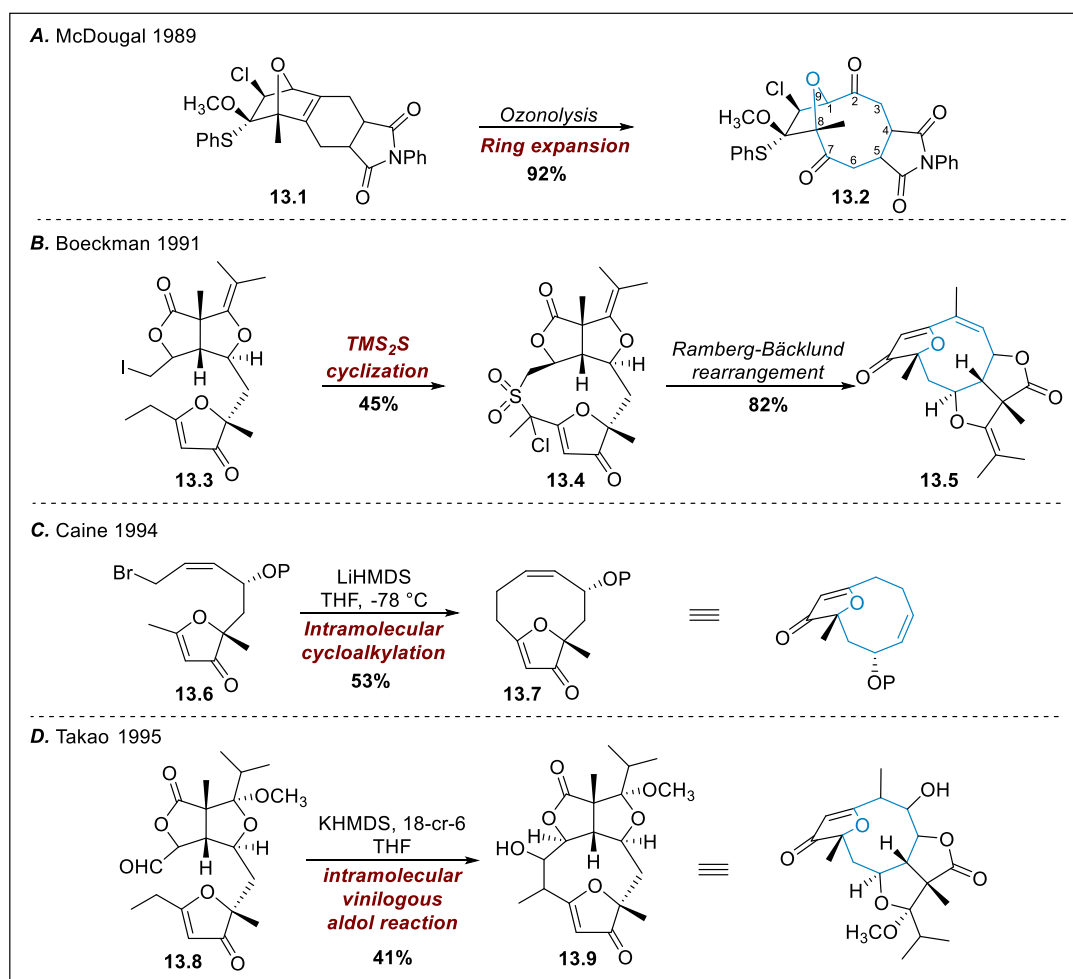 A. McDougal 1989
Cl
O
H₃CO
PhS
O
NPh
O
13.1
Ozonolysis
Ring expansion
92%
Cl
O
O
H₃CO
PhS
O
O
NPh
O
1
2
3
4
5
6
7
8
9
13.2
B. Boeckman 1991
O
O
O
H
H
I
O
O
13.3
TMS₂S
cyclization
45%
O
O
O
H
H
O
S
O
Cl
O
O
13.4
Ramberg-Bäcklund
rearrangement
82%
O
O
H
O
O
H
O
13.5
C. Caine 1994
Br
OP
O
O
13.6
LiHMDS
THF, -78 °C
Intramolecular
cycloalkylation
53%
OP
O
O
13.7
O
O
OP
D. Takao 1995
O
OCH₃
O
O
OHC
H
H
O
O
13.8
KHMDS, 18-cr-6
THF
intramolecular
vinilogous
aldol reaction
41%
O
OCH₃
O
O
H
HO
H
H
O
O
13.9
OH
O
O
H
O
O
H
O
H₃CO